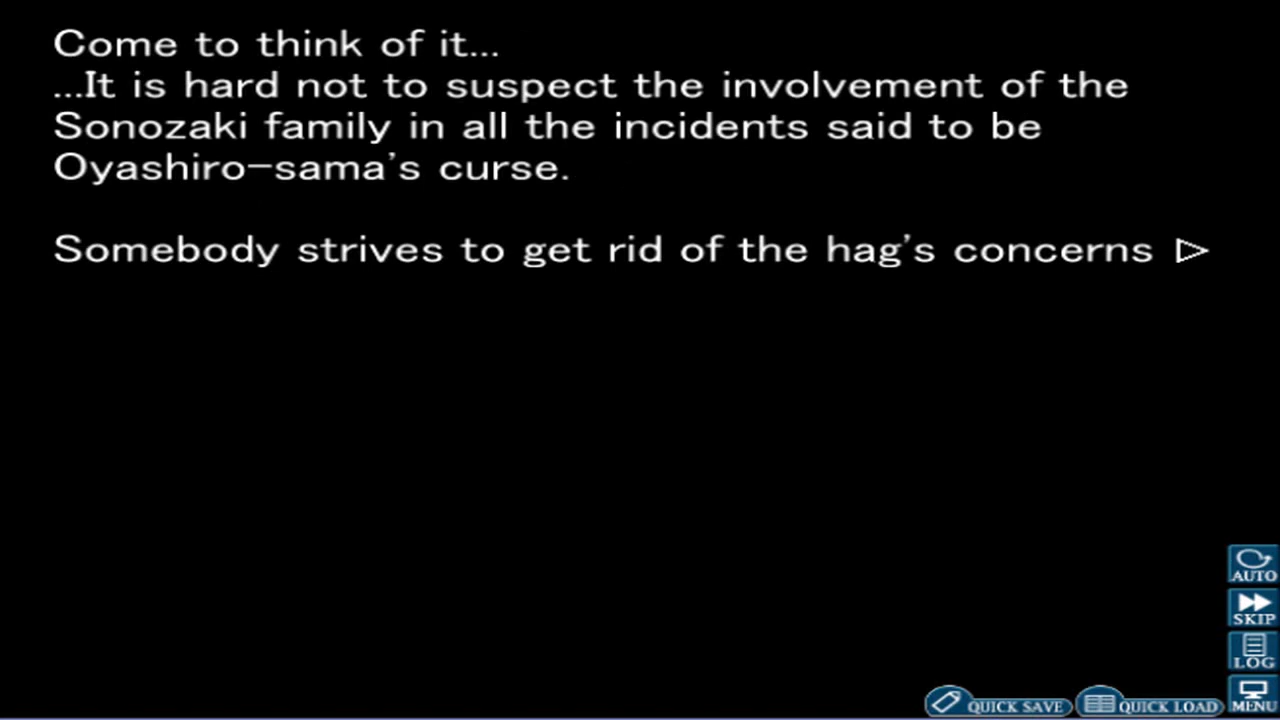 Come to think of it...
...It is hard not to suspect the involvement of the
Sonozaki family in all the incidents said to be
Oyashiro-sama's curse.
Somebody strives to get rid of the hag's concerns
AUTO
SKIP
LOG
QUICK SAVE QUICK LOAD MENU